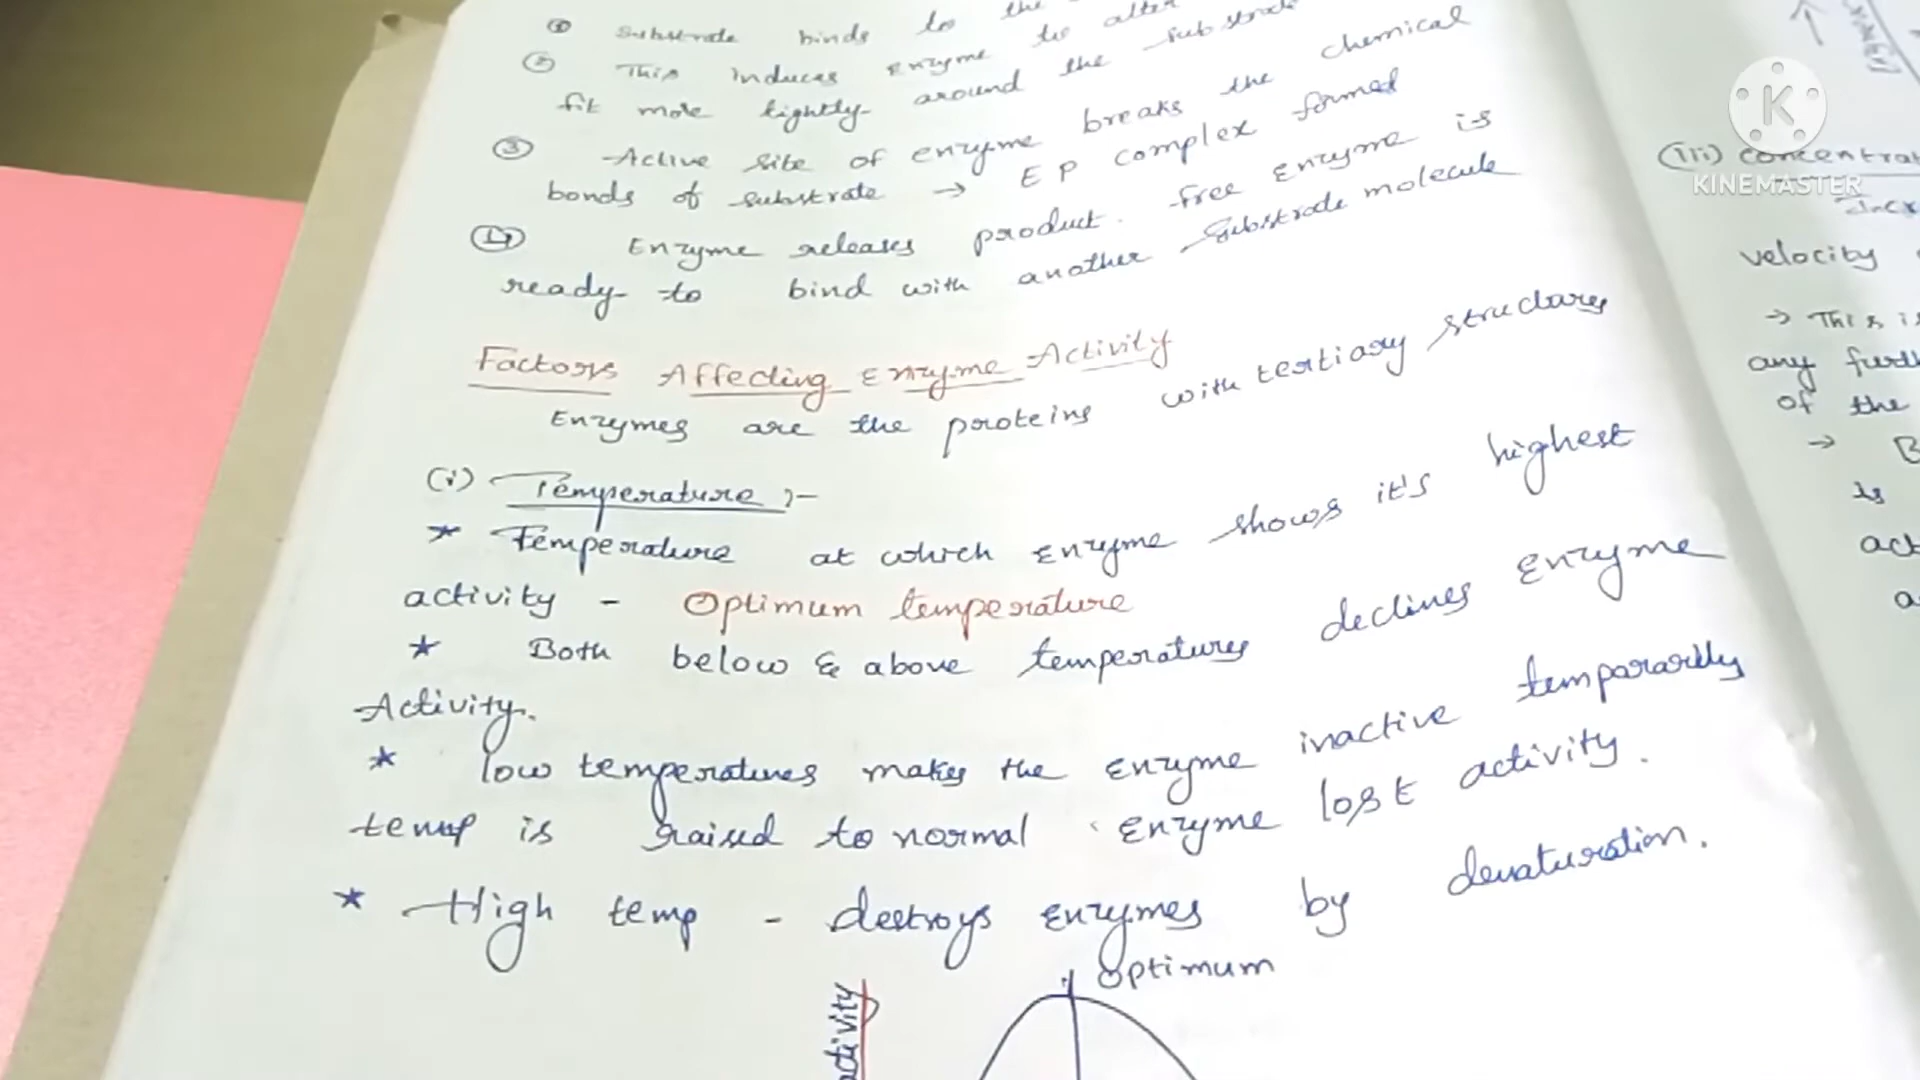 ① Substrate binds to the
② This induces enzyme to alter
fit more tightly around the substrate
③ Active site of enzyme breaks the chemical
bonds of substrate → E P complex formed
④ Enzyme releases product. free enzyme is
ready to bind with another substrate molecule
Factors Affecting Enzyme Activity
Enzymes are the proteins with tertiary structures
(i) Temperature :-
* Temperature at which enzyme shows it's highest
activity - Optimum temperature
* Both below & above temperatures declines enzyme
Activity.
* low temperatures makes the enzyme inactive temporarily
temp is raised to normal enzyme lost activity.
* High temp - destroys enzymes by denaturation.
Optimum
activity
K
KINEMASTER
(iii) concentrat
Incr
velocity
→ This is
any furth
of the
→ B
is
act
a